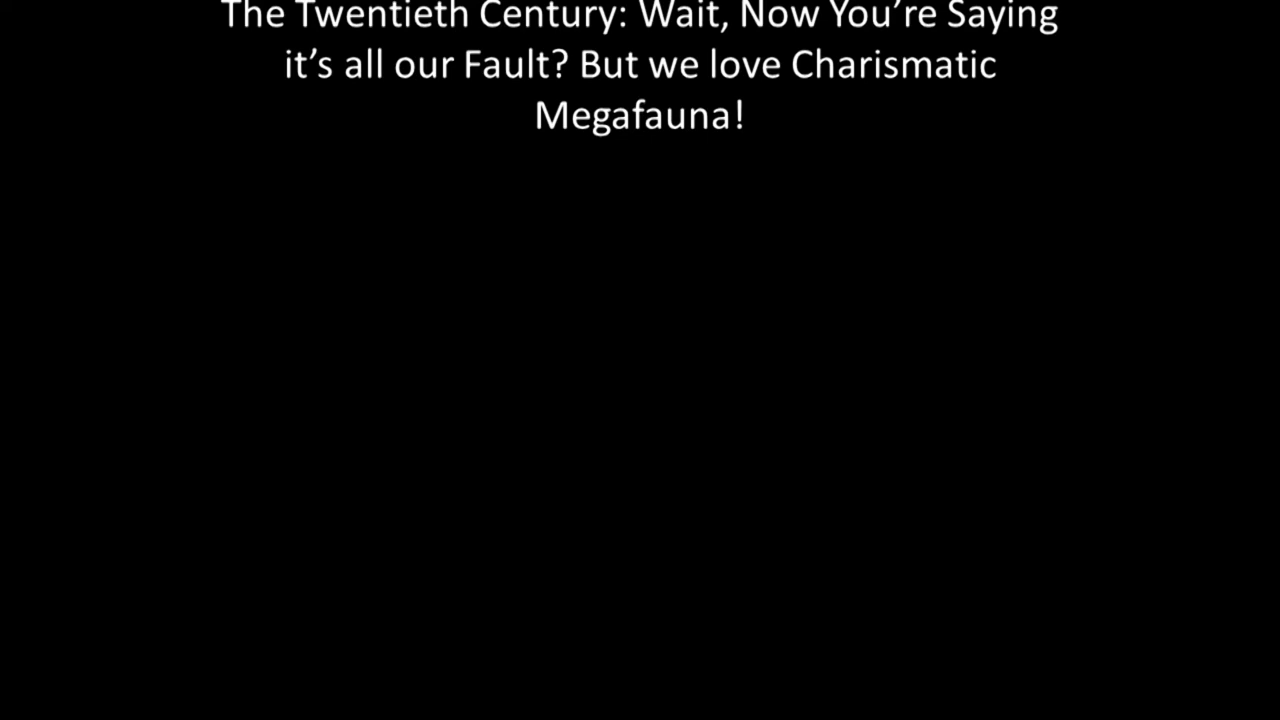 The Twentieth Century: Wait, Now You’re Saying
it’s all our Fault? But we love Charismatic
Megafauna!